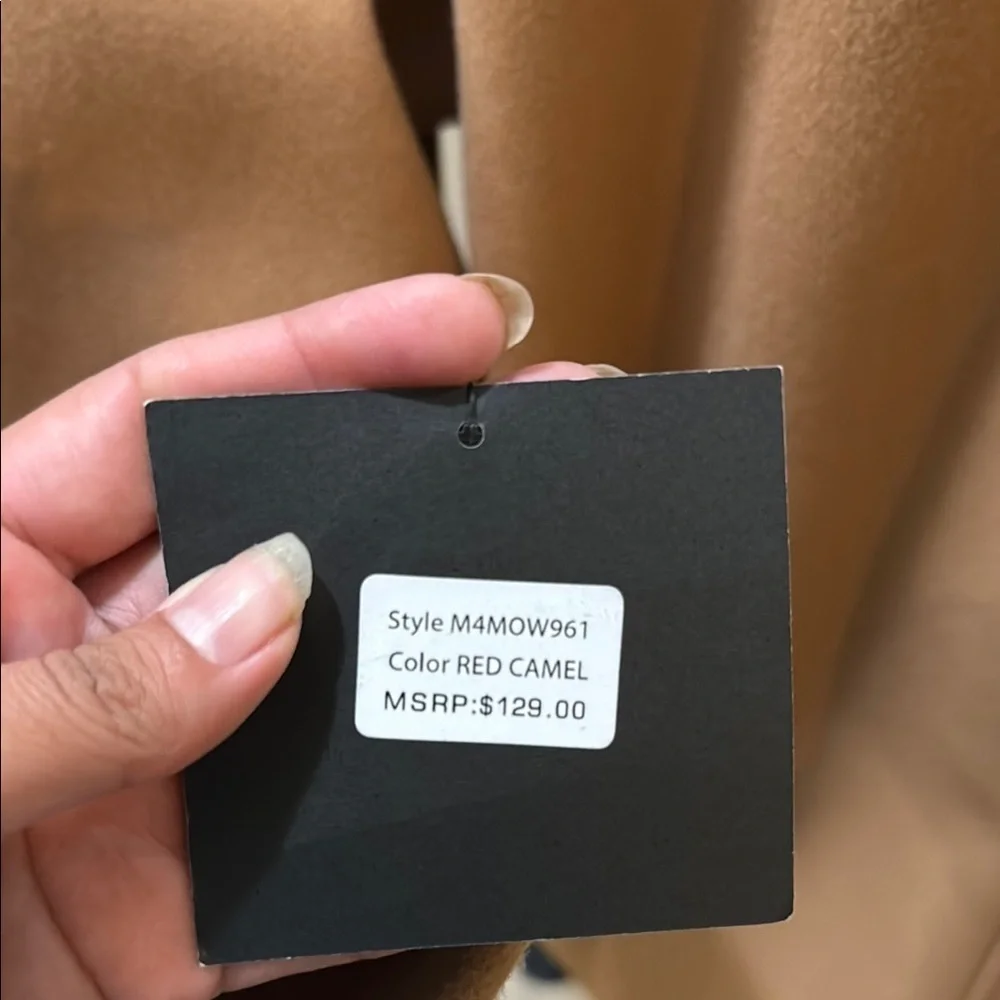 Style M4MOW961
Color RED CAMEL
MSRP:$129.00